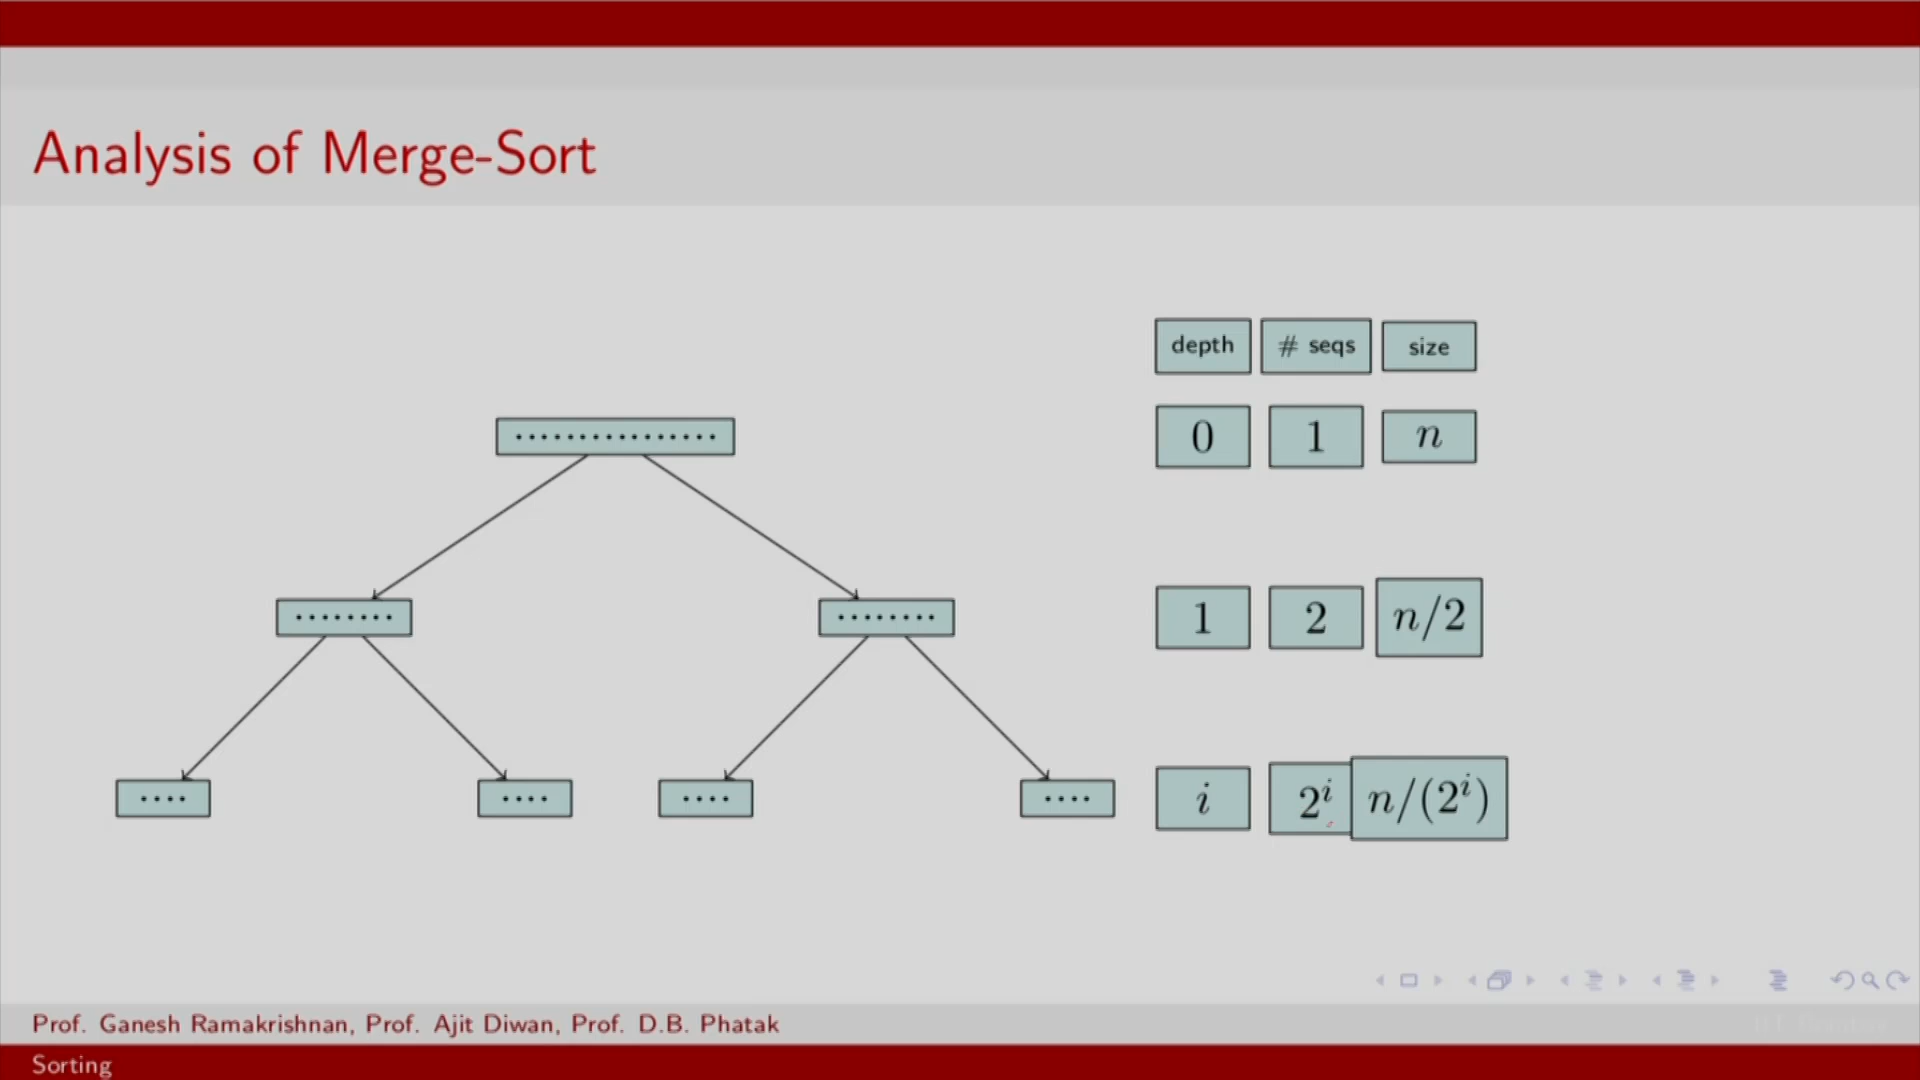 Analysis of Merge-Sort
depth # seqs size
0 1 n
1 2 n/2
i 2^i n/(2^i)
Prof. Ganesh Ramakrishnan, Prof. Ajit Diwan, Prof. D.B. Phatak
Sorting